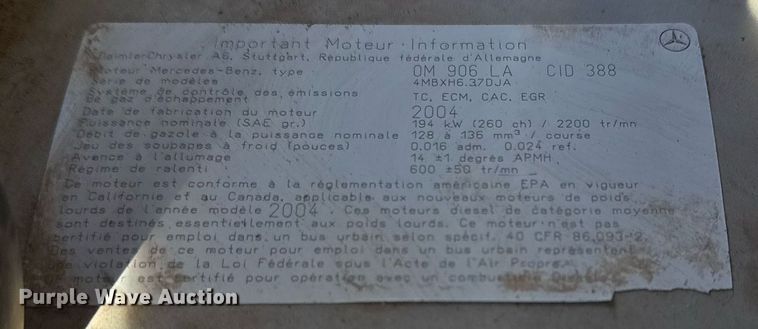 Important Moteur Information
DaimlerChrysler AG, Stuttgart, République fédérale d'Allemagne
Moteur Mercedes-Benz, type OM 906 LA CID 388
Série de modèles 4MBXH6.37DJA
Système de contrôle des émissions
de gaz d'échappement TC, ECM, CAC, EGR
Date de fabrication du moteur 2004
Puissance nominale (SAE gr.) 194 kW (260 ch) / 2200 tr/mn
Débit de gazole à la puissance nominale 128 à 136 mm³ / course
Jeu des soupapes à froid (pouces) 0,016 adm. 0,024 ref.
Avance à l'allumage 14 ±1 degrés APMH
Régime de ralenti 600 ±50 tr/mn
Ce moteur est conforme à la réglementation américaine EPA en vigueur
en Californie et au Canada, applicable aux nouveaux moteurs de poids
lourds de l'année modèle 2004. Ces moteurs diesel de catégorie moyenne
sont destinés essentiellement aux poids lourds. Ce moteur n'est pas
certifié pour emploi dans un bus urbain selon spécif. 40 CFR 86.093-2.
Des ventes de ce moteur pour emploi dans un bus urbain représentent
une violation de la Loi Fédérale sous l'Acte de l'Air Propre.
moteur est certifié pour opération avec un combustible
Purple Wave Auction